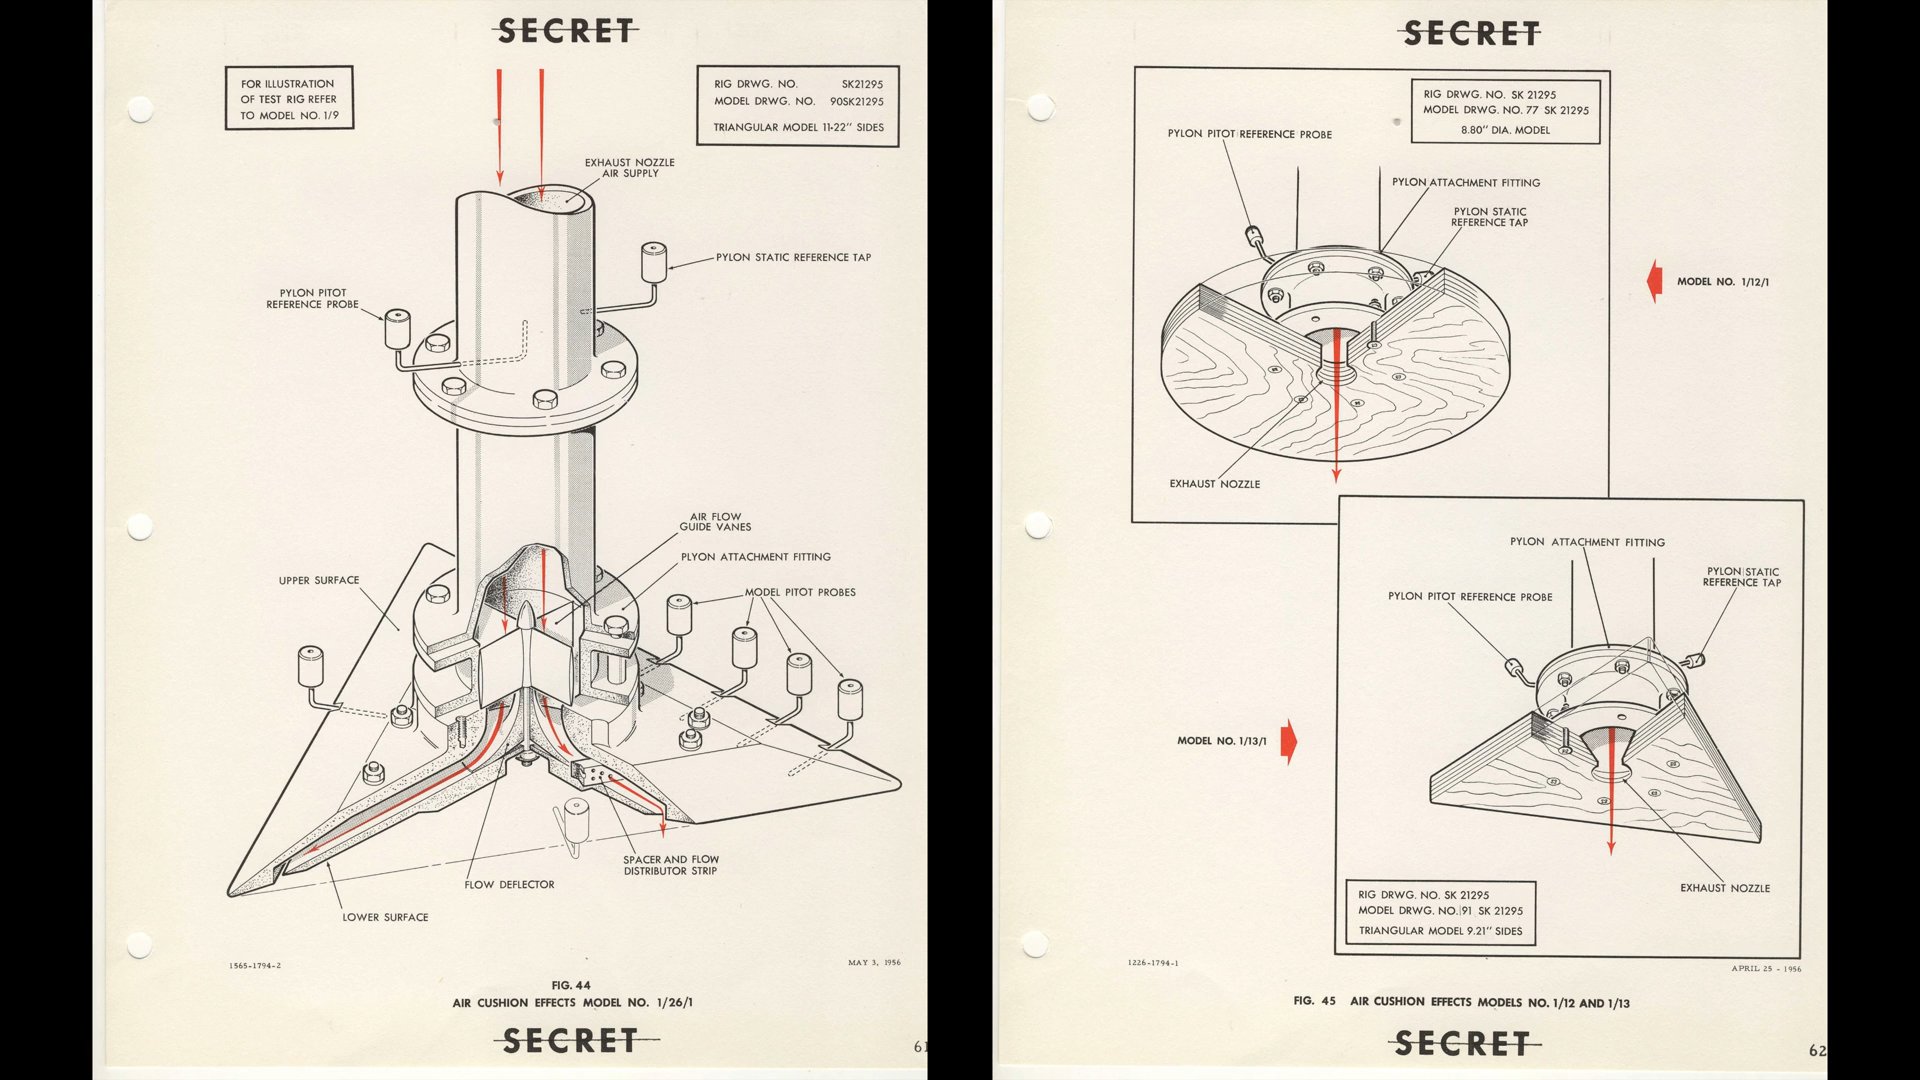 SECRET
FOR ILLUSTRATION
OF TEST RIG REFER
TO MODEL NO. 1/9
RIG DRWG. NO. SK21295
MODEL DRWG. NO. 90SK21295
TRIANGULAR MODEL 11·22" SIDES
EXHAUST NOZZLE
AIR SUPPLY
PYLON STATIC REFERENCE TAP
PYLON PITOT
REFERENCE PROBE
AIR FLOW
GUIDE VANES
PLYON ATTACHMENT FITTING
UPPER SURFACE
MODEL PITOT PROBES
SPACER AND FLOW
DISTRIBUTOR STRIP
FLOW DEFLECTOR
LOWER SURFACE
1565-1794-2
MAY 3, 1956
FIG. 44
AIR CUSHION EFFECTS MODEL NO. 1/26/1
SECRET
61
SECRET
RIG DRWG. NO. SK 21295
MODEL DRWG. NO. 77 SK 21295
8.80" DIA. MODEL
PYLON PITOT REFERENCE PROBE
PYLON ATTACHMENT FITTING
PYLON STATIC
REFERENCE TAP
MODEL NO. 1/12/1
EXHAUST NOZZLE
PYLON ATTACHMENT FITTING
PYLON STATIC
REFERENCE TAP
PYLON PITOT REFERENCE PROBE
MODEL NO. 1/13/1
EXHAUST NOZZLE
RIG DRWG. NO. SK 21295
MODEL DRWG. NO. 91 SK 21295
TRIANGULAR MODEL 9.21" SIDES
1226-1794-1
APRIL 25 - 1956
FIG. 45 AIR CUSHION EFFECTS MODELS NO. 1/12 AND 1/13
SECRET
62